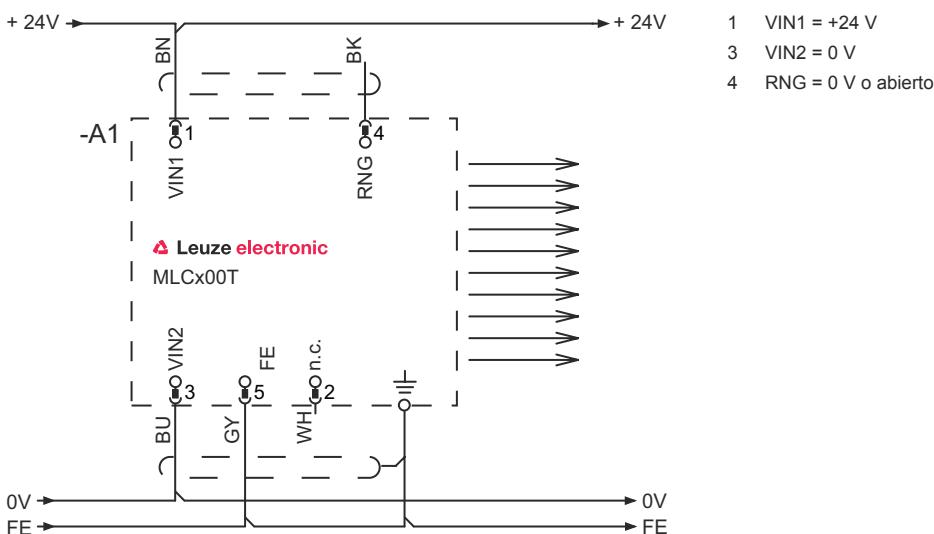 + 24V
+ 24V
BN
BK
-A1
1
4
VIN1
RNG
Leuze electronic
MLCx00T
VIN2
FE
n.c.
3
5
2
BU
GY
WH
0V
0V
FE
FE
1 VIN1 = +24 V
3 VIN2 = 0 V
4 RNG = 0 V o abierto